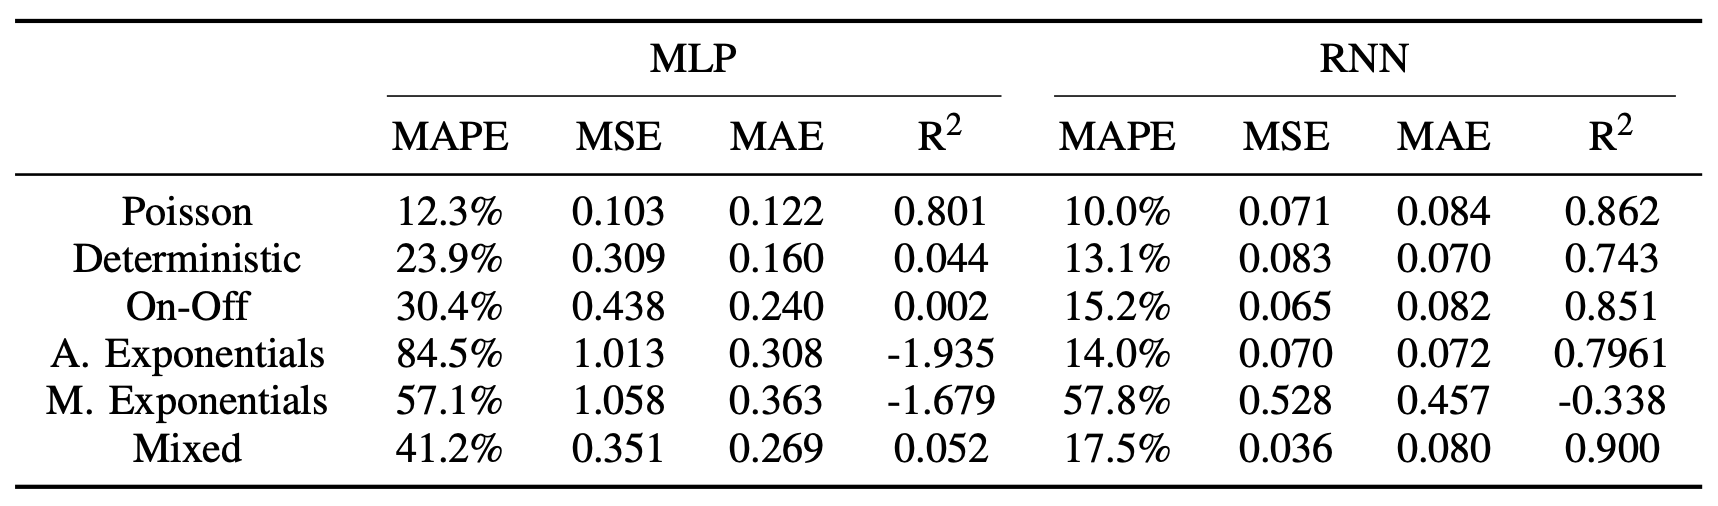 MLP RNN
MAPE MSE MAE R² MAPE MSE MAE R²
Poisson 12.3% 0.103 0.122 0.801 10.0% 0.071 0.084 0.862
Deterministic 23.9% 0.309 0.160 0.044 13.1% 0.083 0.070 0.743
On-Off 30.4% 0.438 0.240 0.002 15.2% 0.065 0.082 0.851
A. Exponentials 84.5% 1.013 0.308 -1.935 14.0% 0.070 0.072 0.7961
M. Exponentials 57.1% 1.058 0.363 -1.679 57.8% 0.528 0.457 -0.338
Mixed 41.2% 0.351 0.269 0.052 17.5% 0.036 0.080 0.900